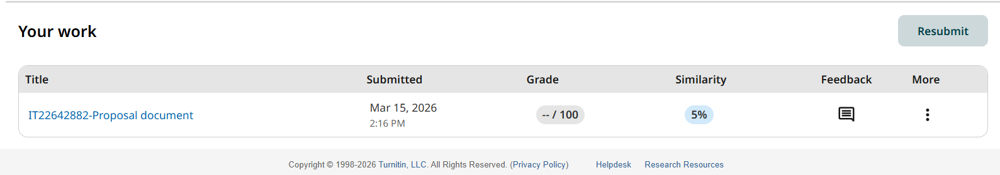 Your work
Resubmit
Title Submitted Grade Similarity Feedback More
IT22642882-Proposal document Mar 15, 2026 -- / 100 5%
2:16 PM
Copyright © 1998-2026 Turnitin, LLC. All Rights Reserved. (Privacy Policy) Helpdesk Research Resources